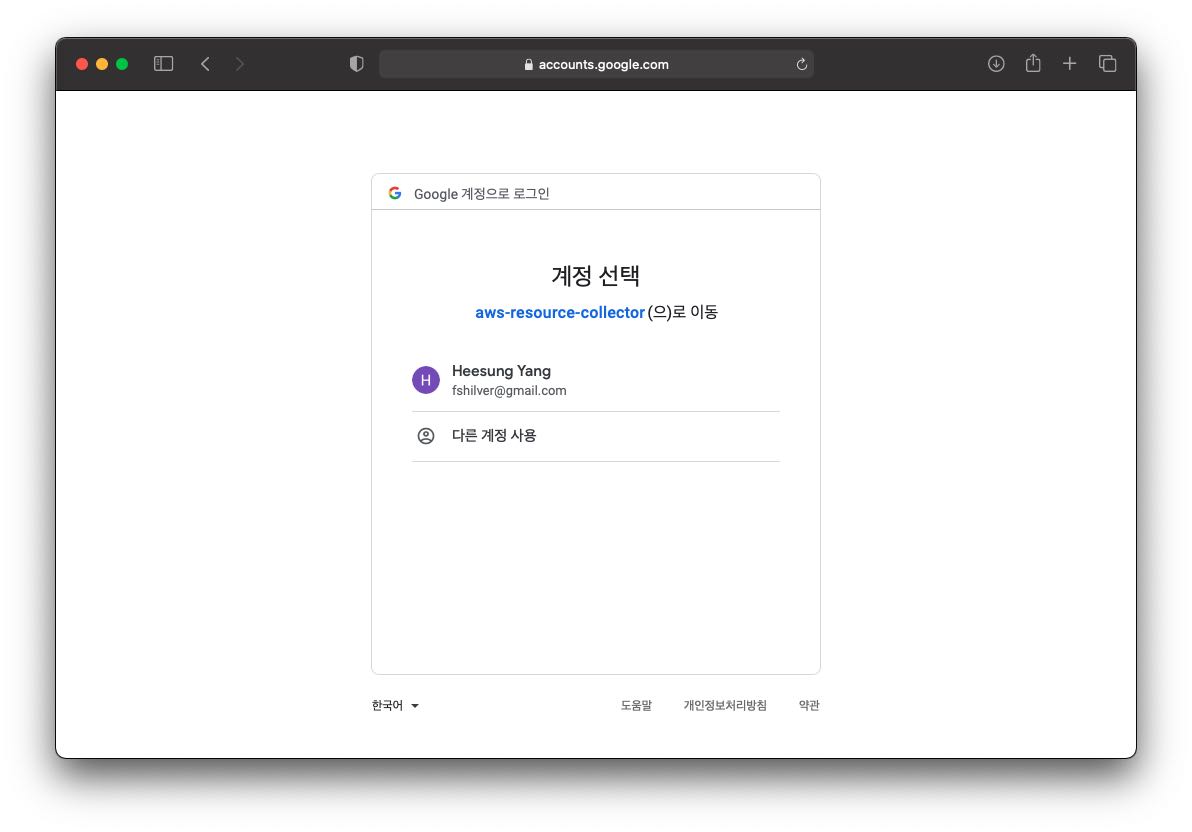 accounts.google.com
Google 계정으로 로그인
계정 선택
aws-resource-collector(으)로 이동
H
Heesung Yang
fshilver@gmail.com
다른 계정 사용
한국어 도움말 개인정보처리방침 약관